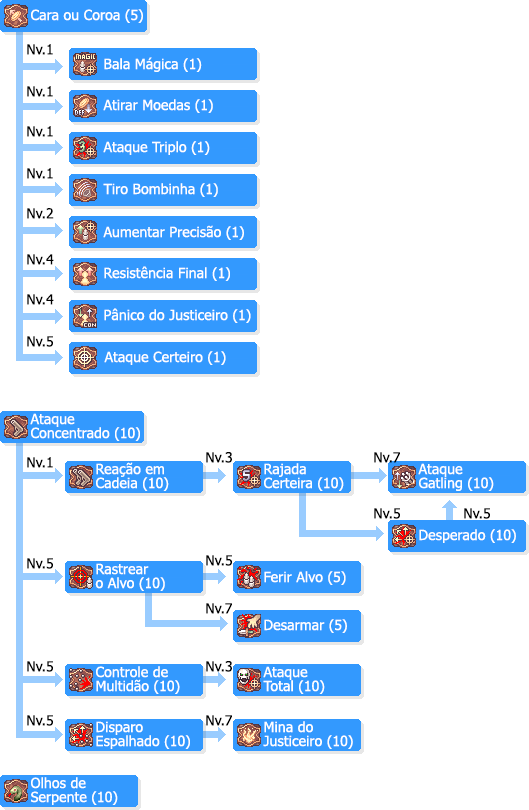 Cara ou Coroa (5)
Nv.1
Bala Mágica (1)
Nv.1
Atirar Moedas (1)
Nv.1
Ataque Triplo (1)
Nv.1
Tiro Bombinha (1)
Nv.2
Aumentar Precisão (1)
Nv.4
Resistência Final (1)
Nv.4
Pânico do Justiceiro (1)
Nv.5
Ataque Certeiro (1)
Ataque
Concentrado (10)
Nv.1
Reação em
Cadeia (10)
Nv.3
Rajada
Certeira (10)
Nv.7
Ataque
Gatling (10)
Nv.5
Nv.5
Desperado (10)
Nv.5
Rastrear
o Alvo (10)
Nv.5
Ferir Alvo (5)
Nv.7
Desarmar (5)
Nv.5
Controle de
Multidão (10)
Nv.3
Ataque
Total (10)
Nv.5
Disparo
Espalhado (10)
Nv.7
Mina do
Justiceiro (10)
Olhos de
Serpente (10)